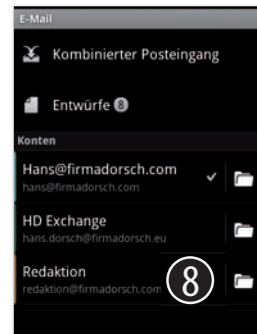 E-Mail
Kombinierter Posteingang
Entwürfe 8
Konten
Hans@firmadorsch.com
hans@firmadorsch.com
HD Exchange
hans.dorsch@firmadorsch.eu
Redaktion
redaktion@firmadorsch.com
8